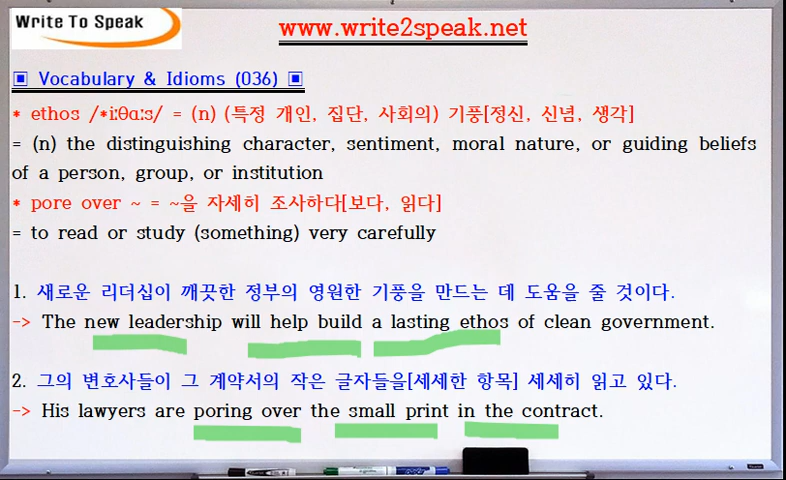 Write To Speak
www.write2speak.net
▣ Vocabulary & Idioms (036) ▣
* ethos /*i:θɑ:s/ = (n) (특정 개인, 집단, 사회의) 기풍[정신, 신념, 생각]
= (n) the distinguishing character, sentiment, moral nature, or guiding beliefs
of a person, group, or institution
* pore over ~ = ~을 자세히 조사하다[보다, 읽다]
= to read or study (something) very carefully
1. 새로운 리더십이 깨끗한 정부의 영원한 기풍을 만드는 데 도움을 줄 것이다.
-> The new leadership will help build a lasting ethos of clean government.
2. 그의 변호사들이 그 계약서의 작은 글자들을[세세한 항목] 세세히 읽고 있다.
-> His lawyers are poring over the small print in the contract.